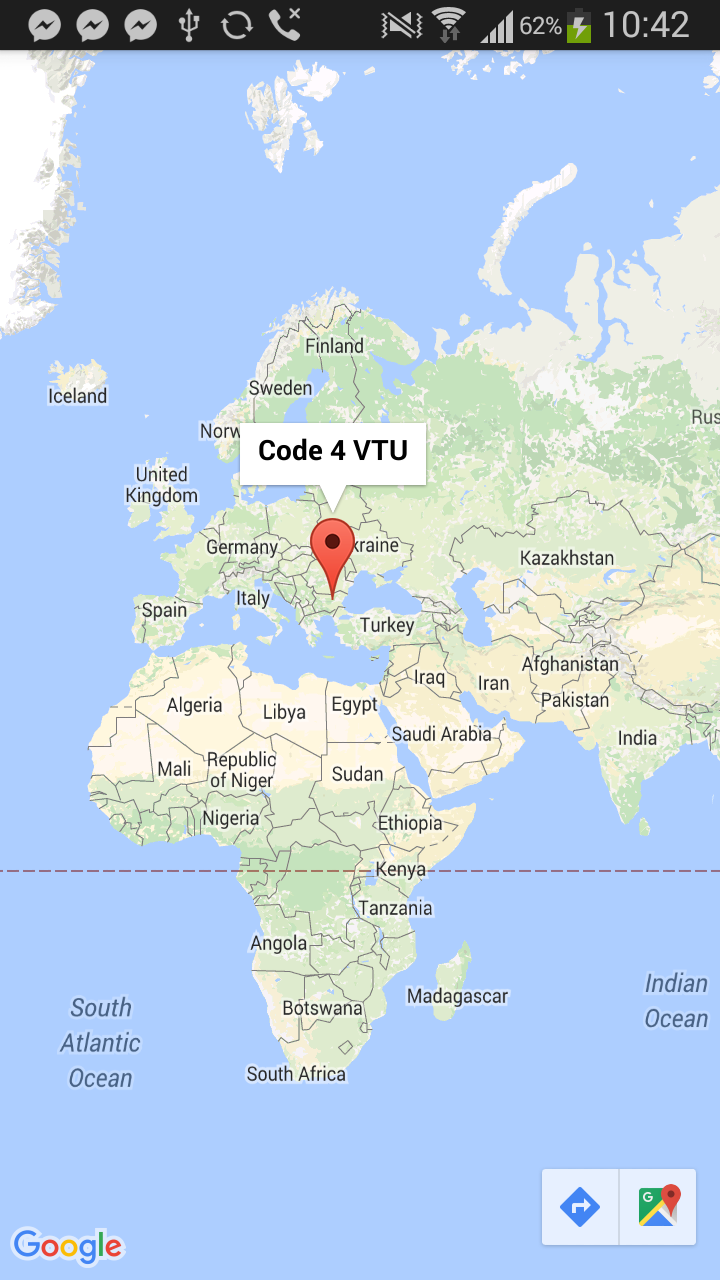 62% 10:42
Finland
Iceland
Sweden
Norw
Rus
Code 4 VTU
United
Kingdom
Germany
kraine
Kazakhstan
Italy
Spain
Turkey
Afghanistan
Iraq
Iran
Pakistan
Algeria
Libya
Egypt
Saudi Arabia
India
Mali
Republic
of Niger
Sudan
Nigeria
Ethiopia
Kenya
Tanzania
Angola
Madagascar
Botswana
Indian
Ocean
South
Atlantic
Ocean
South Africa
G
Google